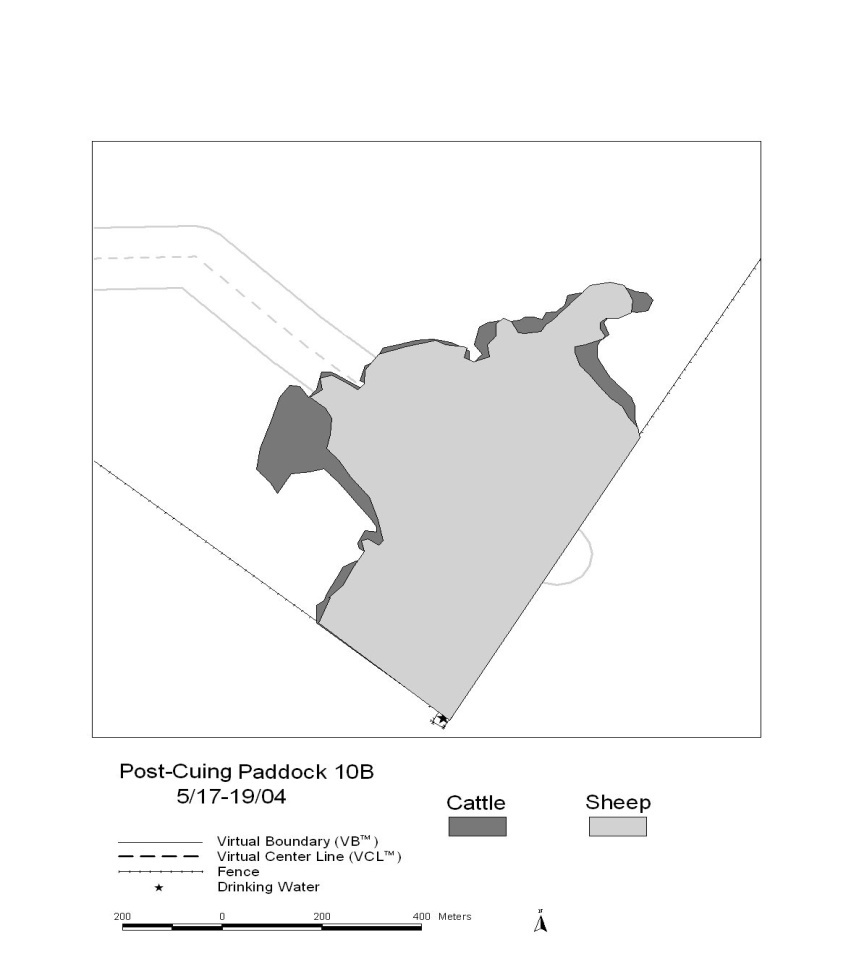 Post-Cuing Paddock 10B
5/17-19/04
Cattle
Sheep
Virtual Boundary (VB™)
Virtual Center Line (VCL™)
Fence
Drinking Water
200 0 200 400 Meters